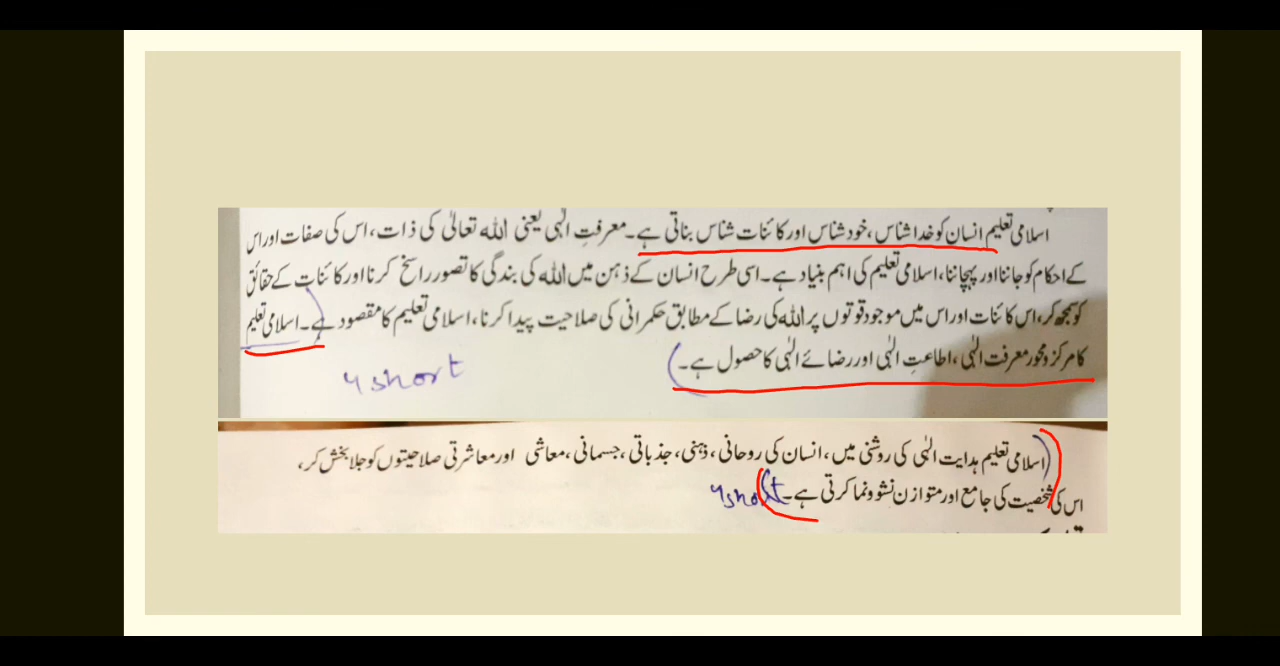 اسلامی تعلیم انسان کو خدا شناس، خود شناس اور کائنات شناس بناتی ہے۔ معرفتِ الٰہی یعنی اللہ تعالیٰ کی ذات، اس کی صفات اور اس
کے احکام کو جاننا اور پہچاننا، اسلامی تعلیم کی اہم بنیاد ہے۔ اسی طرح انسان کے ذہن میں اللہ کی بندگی کا تصور راسخ کرنا اور کائنات کے حقائق
کو سمجھ کر، اس کائنات اور اس میں موجود قوتوں پر اللہ کی رضا کے مطابق حکمرانی کی صلاحیت پیدا کرنا، اسلامی تعلیم کا مقصود ہے۔ اسلامی تعلیم
کا مرکز و محور معرفت الٰہی، اطاعتِ الٰہی اور رضائے الٰہی کا حصول ہے۔
short
اسلامی تعلیم ہدایت الٰہی کی روشنی میں، انسان کی روحانی، ذہنی، جذباتی، جسمانی، معاشی اور معاشرتی صلاحیتوں کو جلا بخش کر،
اس کی شخصیت کی جامع اور متوازن نشوونما کرتی ہے۔
short